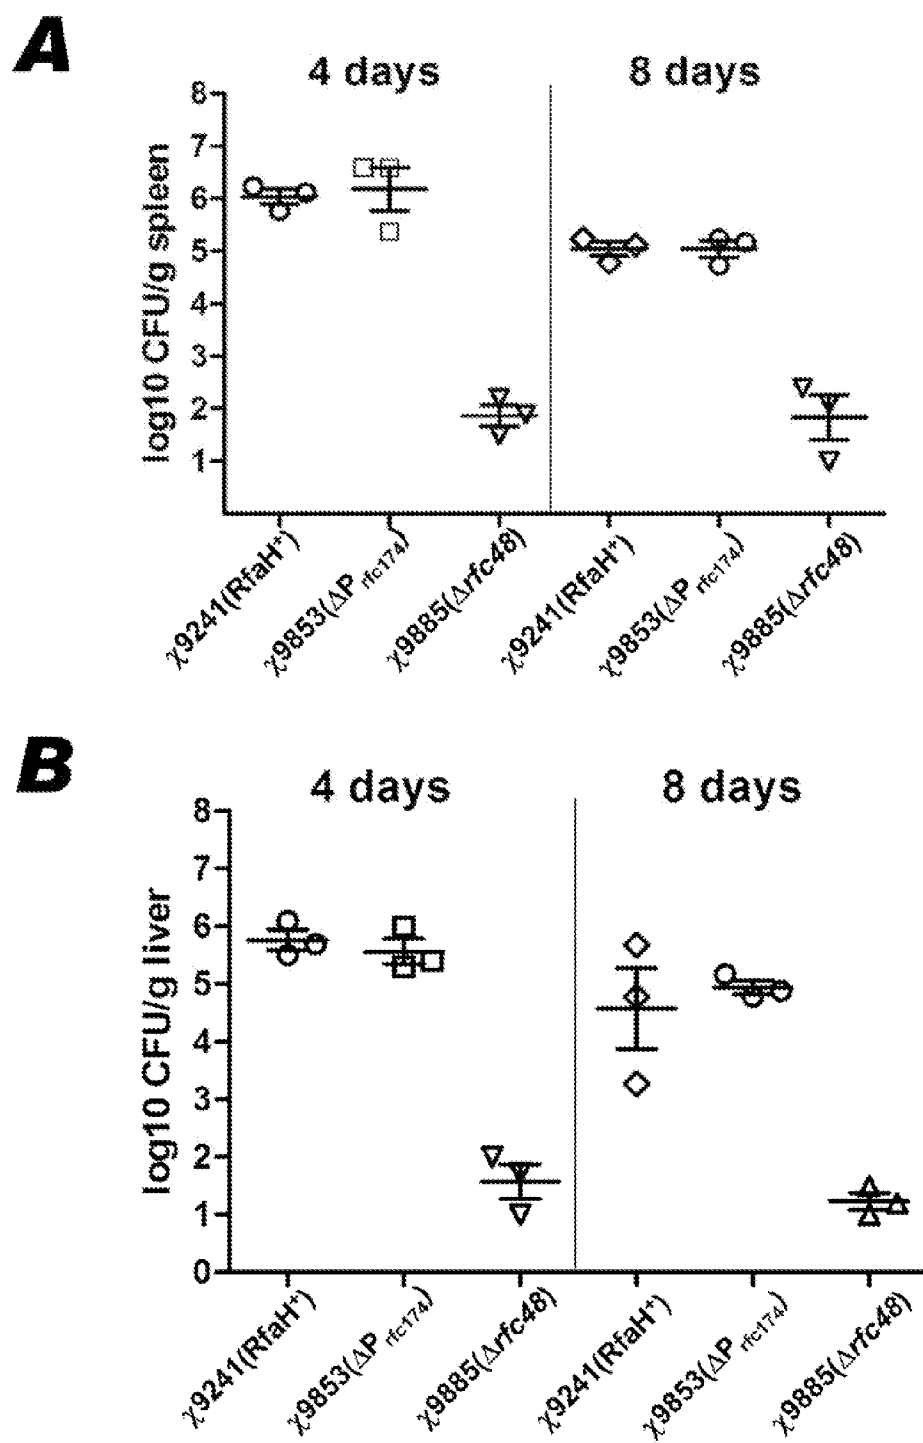 A
4 days 8 days
log10 CFU/g spleen
8
7
6
5
4
3
2
1
χ9241(RfaH⁺)
χ9853(ΔP rfc174)
χ9885(Δrfc48)
χ9241(RfaH⁺)
χ9853(ΔP rfc174)
χ9885(Δrfc48)
B
4 days 8 days
log10 CFU/g liver
8
7
6
5
4
3
2
1
0
χ9241(RfaH⁺)
χ9853(ΔP rfc174)
χ9885(Δrfc48)
χ9241(RfaH⁺)
χ9853(ΔP rfc174)
χ9885(Δrfc48)